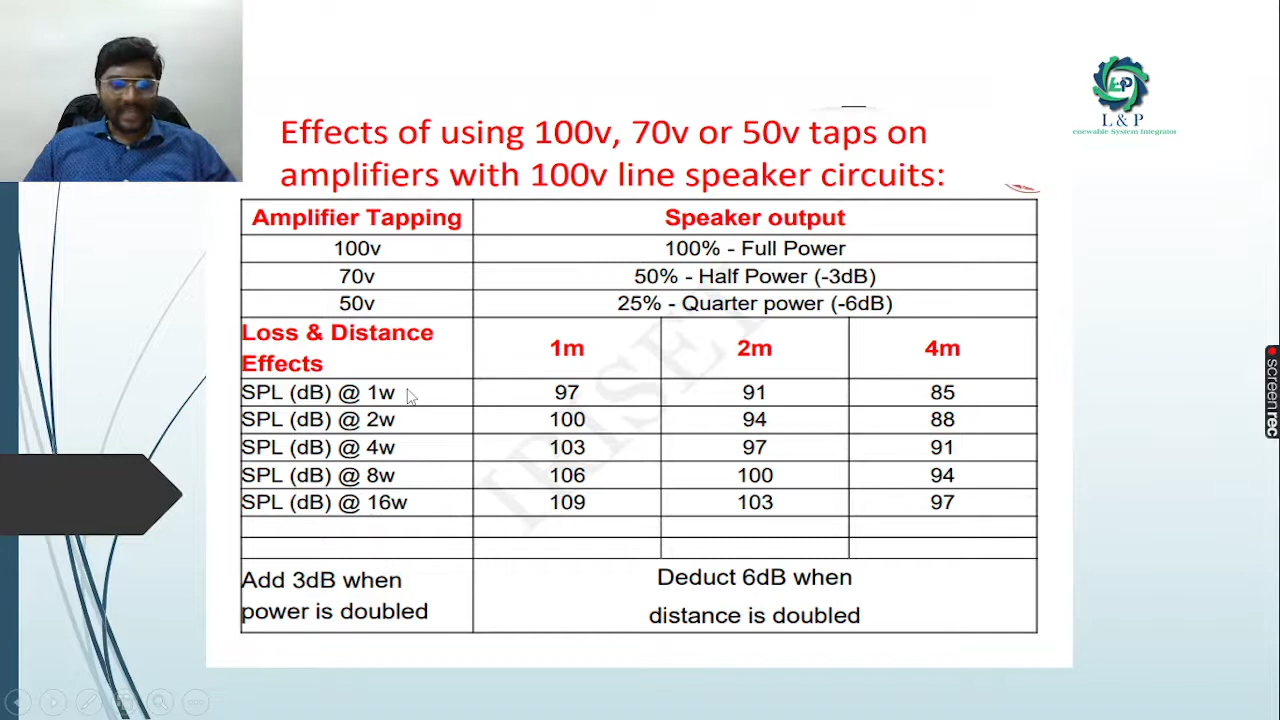 L & P
enewable System Integrator
Effects of using 100v, 70v or 50v taps on
amplifiers with 100v line speaker circuits:
Amplifier Tapping Speaker output
100v 100% - Full Power
70v 50% - Half Power (-3dB)
50v 25% - Quarter power (-6dB)
Loss & Distance
Effects 1m 2m 4m
SPL (dB) @ 1w 97 91 85
SPL (dB) @ 2w 100 94 88
SPL (dB) @ 4w 103 97 91
SPL (dB) @ 8w 106 100 94
SPL (dB) @ 16w 109 103 97
Add 3dB when
power is doubled
Deduct 6dB when
distance is doubled
screenrec